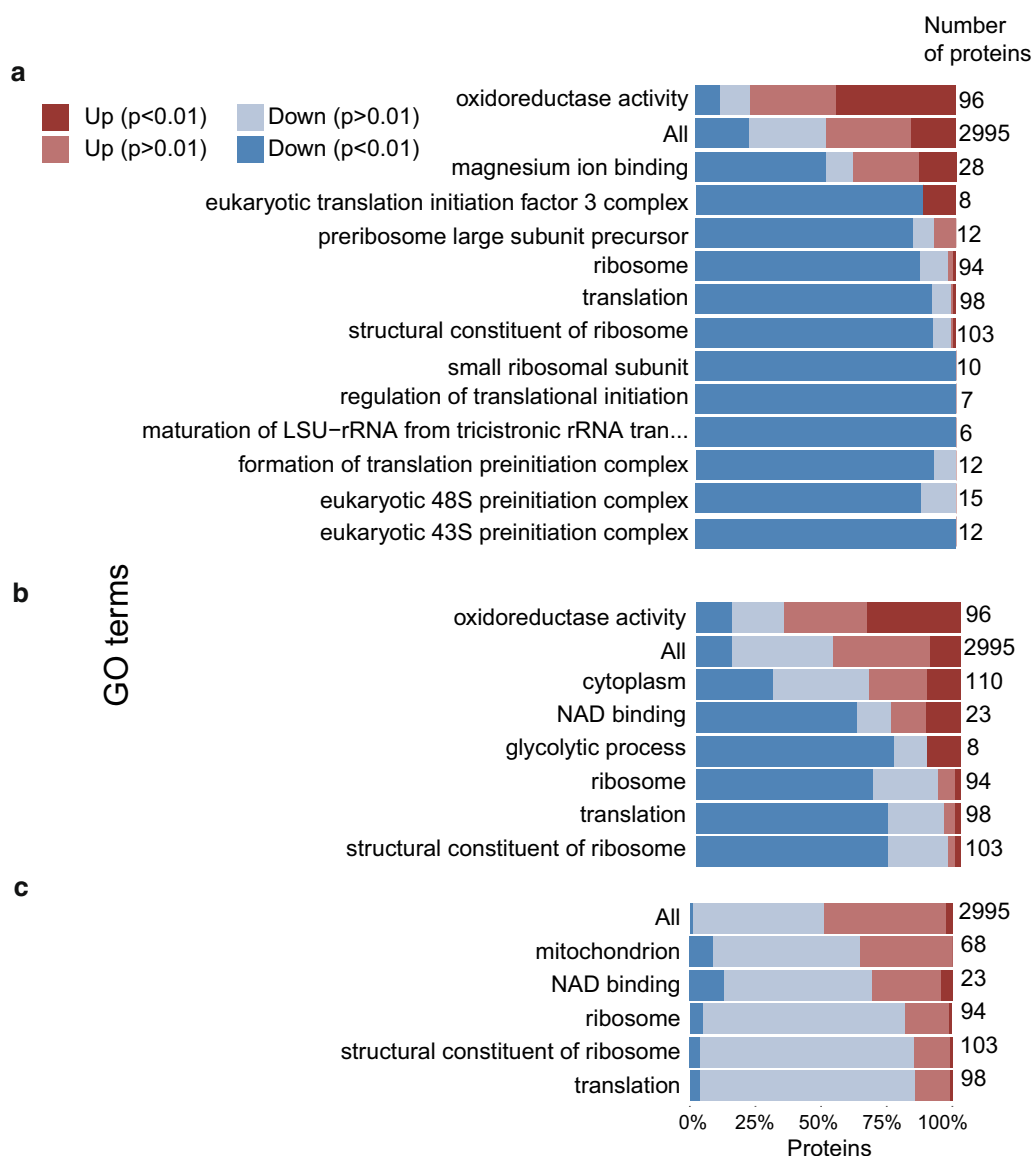 Number
of proteins
a
Up (p<0.01)
Down (p>0.01)
Up (p>0.01)
Down (p<0.01)
oxidoreductase activity 96
All 2995
magnesium ion binding 28
eukaryotic translation initiation factor 3 complex 8
preribosome large subunit precursor 12
ribosome 94
translation 98
structural constituent of ribosome 103
small ribosomal subunit 10
regulation of translational initiation 7
maturation of LSU−rRNA from tricistronic rRNA tran... 6
formation of translation preinitiation complex 12
eukaryotic 48S preinitiation complex 15
eukaryotic 43S preinitiation complex 12
GO terms
b
oxidoreductase activity 96
All 2995
cytoplasm 110
NAD binding 23
glycolytic process 8
ribosome 94
translation 98
structural constituent of ribosome 103
c
All 2995
mitochondrion 68
NAD binding 23
ribosome 94
structural constituent of ribosome 103
translation 98
0% 25% 50% 75% 100%
Proteins